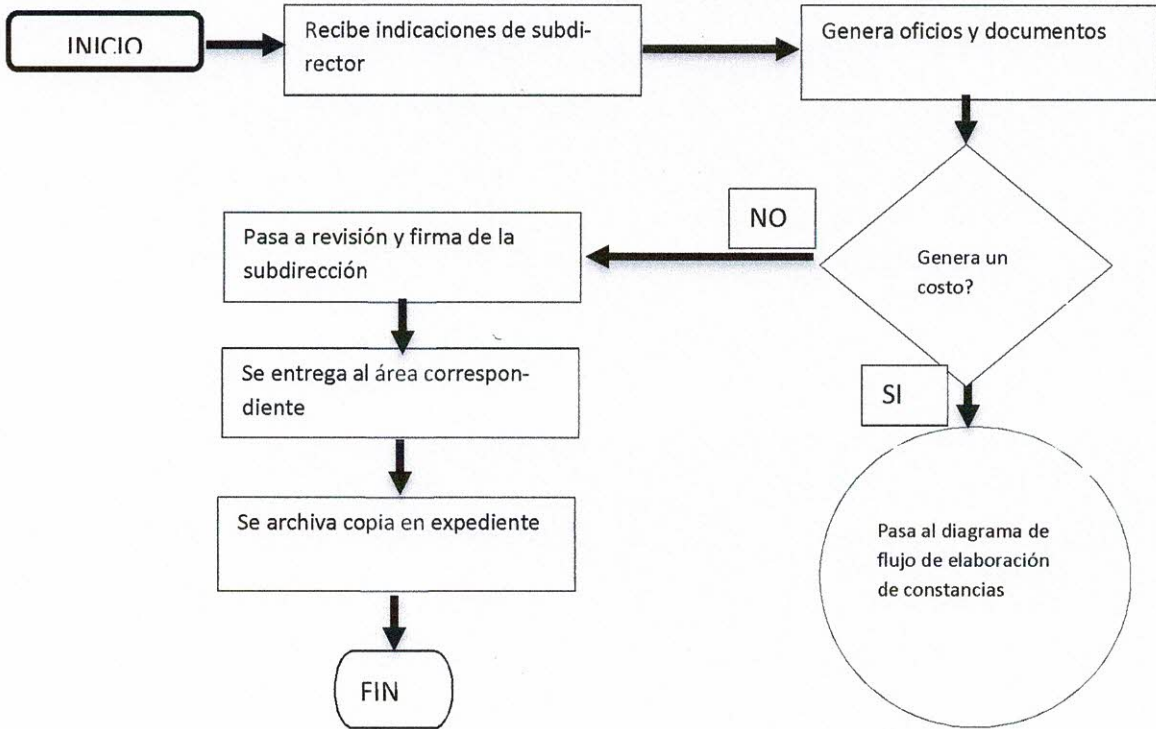 INICIO
Recibe indicaciones de subdi-
rector
Genera oficios y documentos
Genera un
costo?
NO
Pasa a revisión y firma de la
subdirección
Se entrega al área correspon-
diente
Se archiva copia en expediente
FIN
SI
Pasa al diagrama de
flujo de elaboración
de constancias